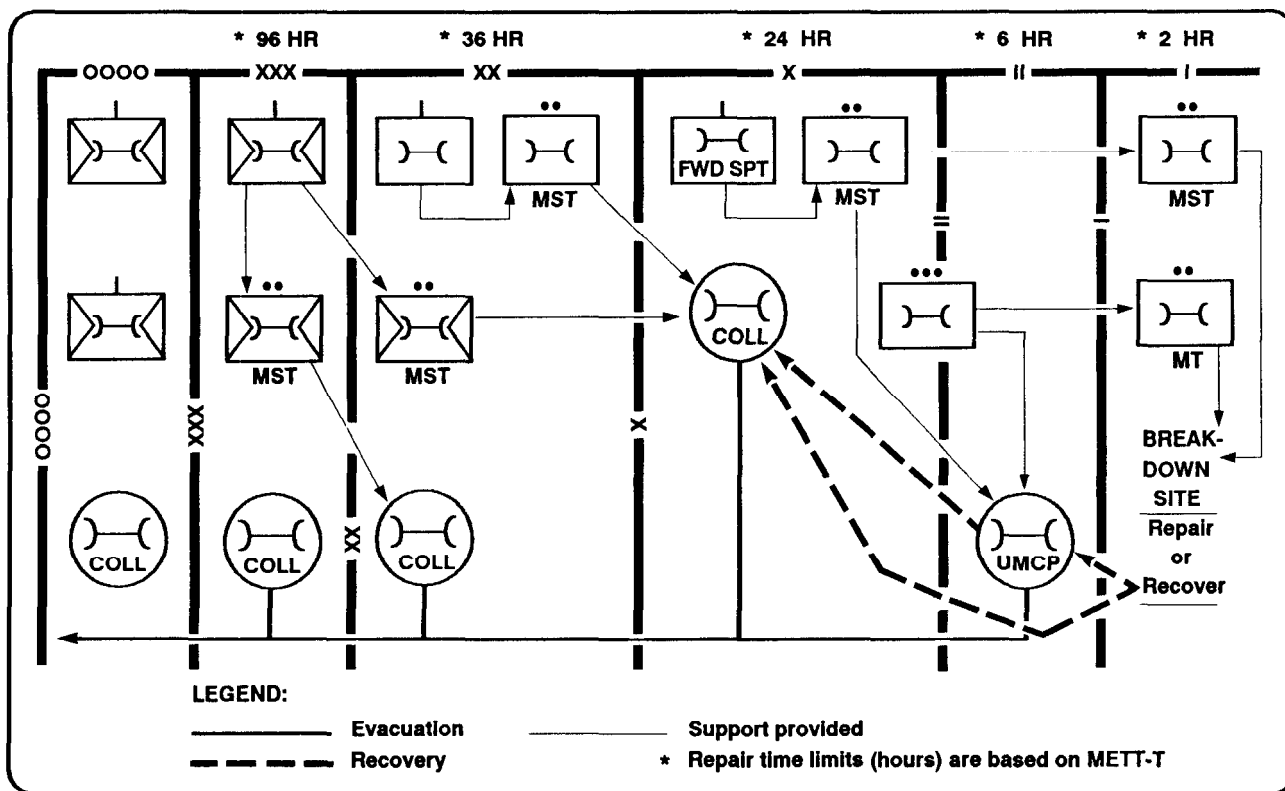 * 96 HR * 36 HR * 24 HR * 6 HR * 2 HR
OOOO XXX XX X II I
MST MST
FWD SPT
MST
MST
MST MST MT
COLL
OOOO
XXX
XX
X
II
I
BREAK-
DOWN
SITE
Repair
or
Recover
COLL COLL COLL UMCP
LEGEND:
Evacuation Support provided
Recovery * Repair time limits (hours) are based on METT-T